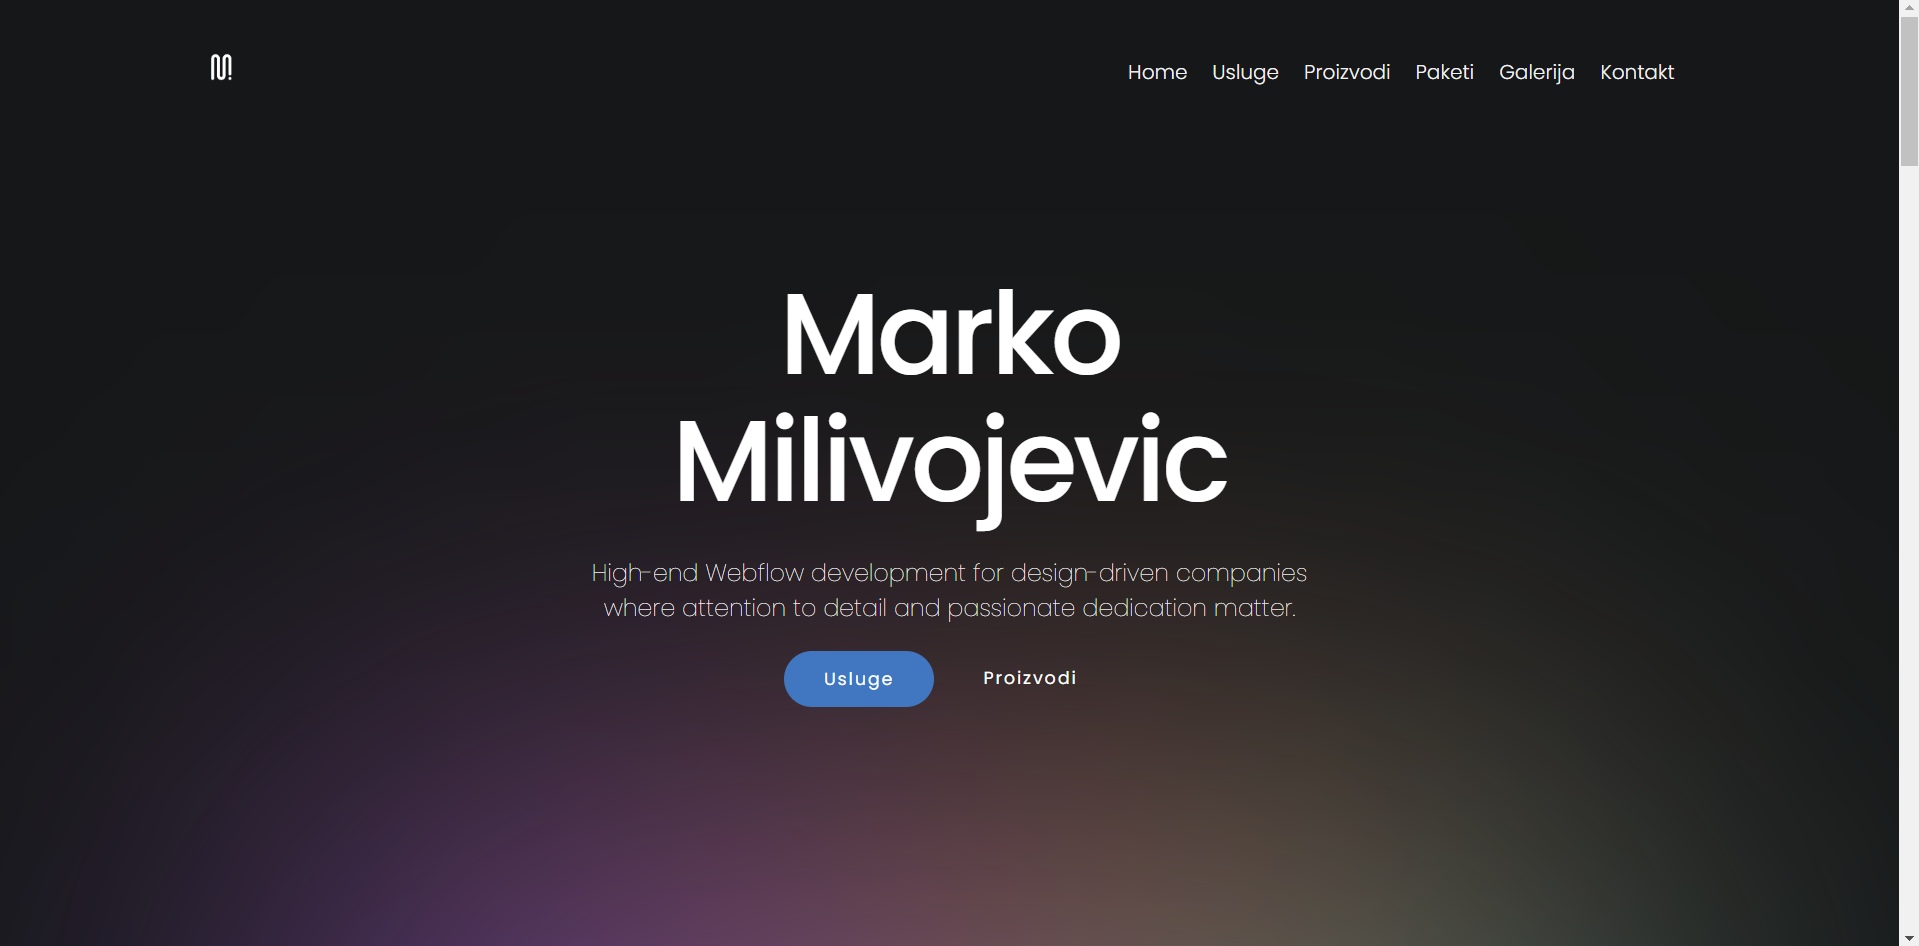 Home Usluge Proizvodi Paketi Galerija Kontakt
Marko
Milivojevic
High-end Webflow development for design-driven companies
where attention to detail and passionate dedication matter.
Usluge Proizvodi